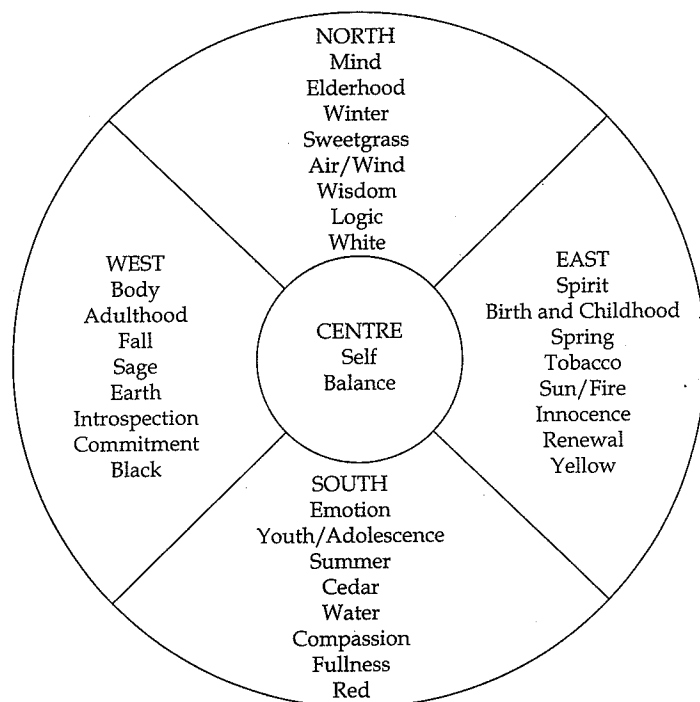 NORTH
Mind
Elderhood
Winter
Sweetgrass
Air/Wind
Wisdom
Logic
White
WEST
Body
Adulthood
Fall
Sage
Earth
Introspection
Commitment
Black
CENTRE
Self
Balance
EAST
Spirit
Birth and Childhood
Spring
Tobacco
Sun/Fire
Innocence
Renewal
Yellow
SOUTH
Emotion
Youth/Adolescence
Summer
Cedar
Water
Compassion
Fullness
Red